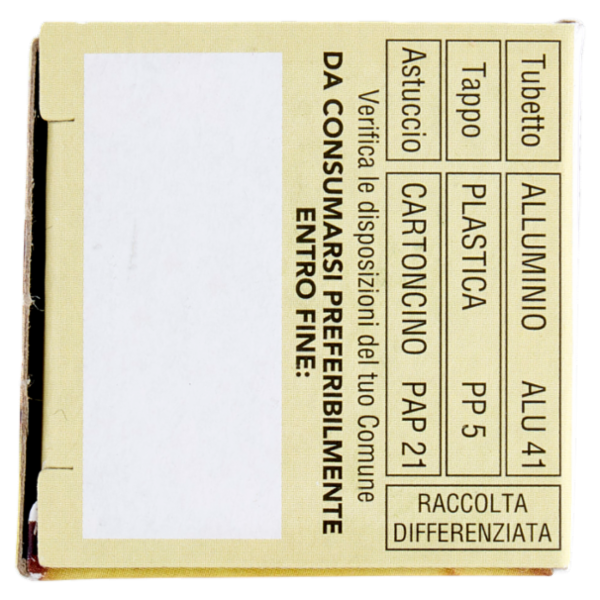 Tubetto ALLUMINIO ALU 41
Tappo PLASTICA PP 5
Astuccio CARTONCINO PAP 21
RACCOLTA
DIFFERENZIATA
Verifica le disposizioni del tuo Comune
DA CONSUMARSI PREFERIBILMENTE
ENTRO FINE: